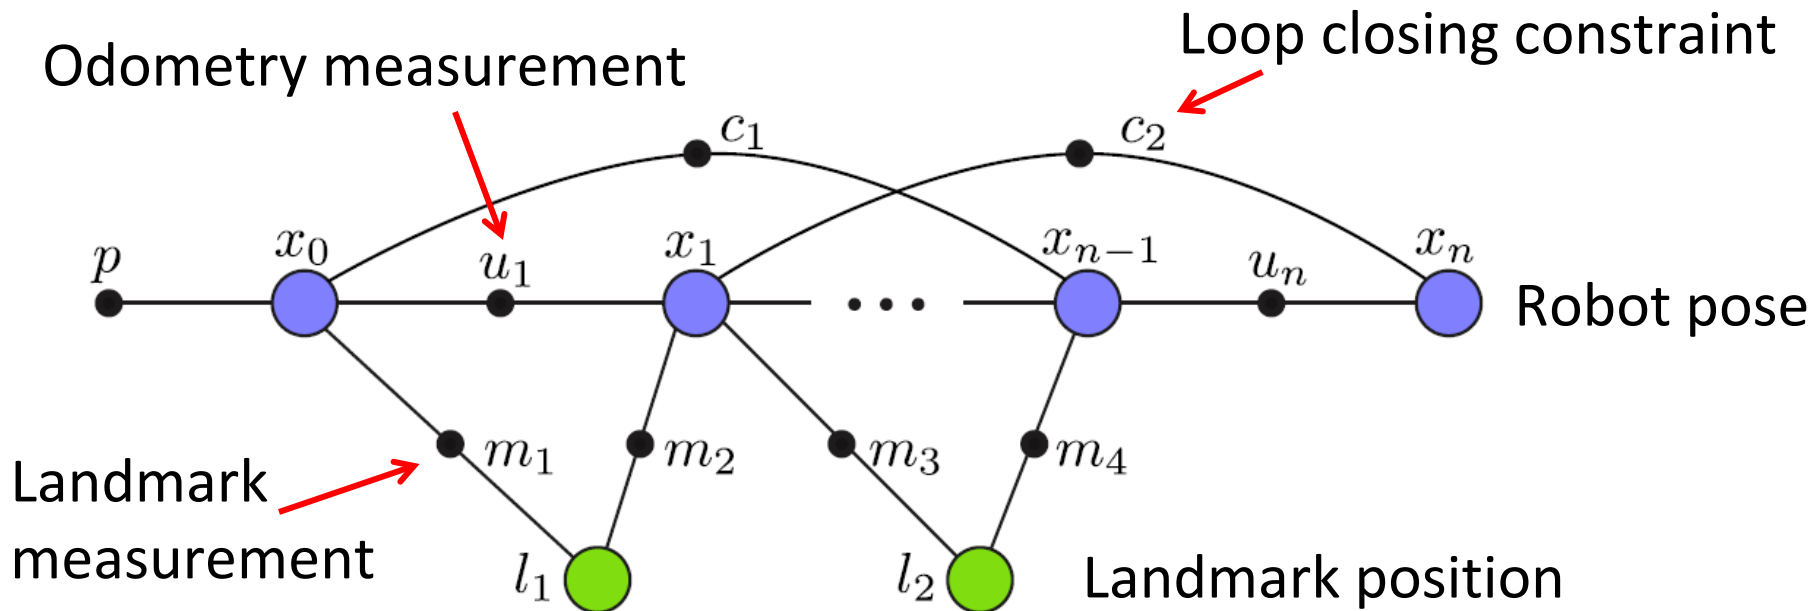 Loop closing constraint
Odometry measurement
c₁
c₂
p
x₀
u₁
x₁
xₙ₋₁
uₙ
xₙ
...
Robot pose
m₁
m₂
m₃
m₄
Landmark
measurement
l₁
l₂
Landmark position